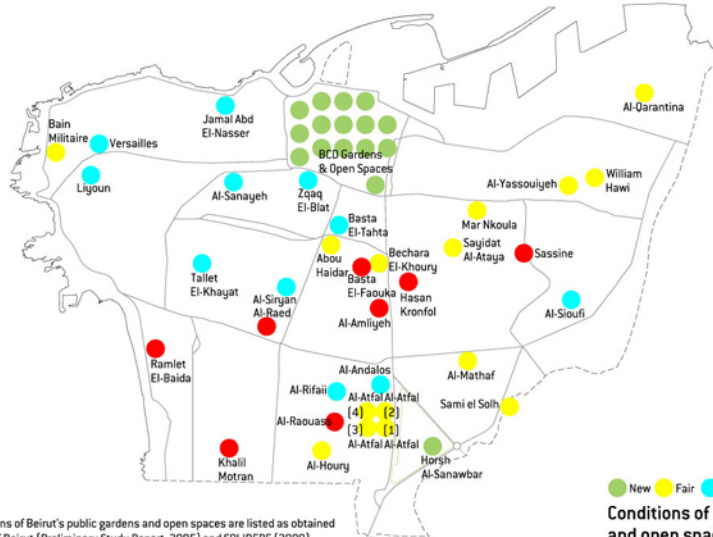 Al-Qarantina
Jamal Abd
El-Nasser
Bain
Militaire
Versailles
BCD Gardens
& Open Spaces
Liyoun
Al-Sanayeh
Zqaq
El-Blat
Al-Yassouiyeh
William
Hawi
Basta
El-Tahta
Mar Nkoula
Sayidat
Al-Ataya
Sassine
Abou
Haidar
Bechara
El-Khoury
Basta
El-Faouka
Hasan
Kronfol
Tallet
El-Khayat
Al-Siryan
Al-Raed
Al-Amliyeh
Al-Sioufi
Ramlet
El-Baida
Al-Andalos
Al-Mathaf
Al-Rifaii
Al-Atfal Al-Atfal
(4) (2)
Sami el Solh
Al-Raouass
(3) (1)
Al-Atfal Al-Atfal
Khalil
Motran
Al-Houry
Horsh
Al-Sanawbar
New Fair
Conditions of
and open spac
ns of Beirut's public gardens and open spaces are listed as obtained